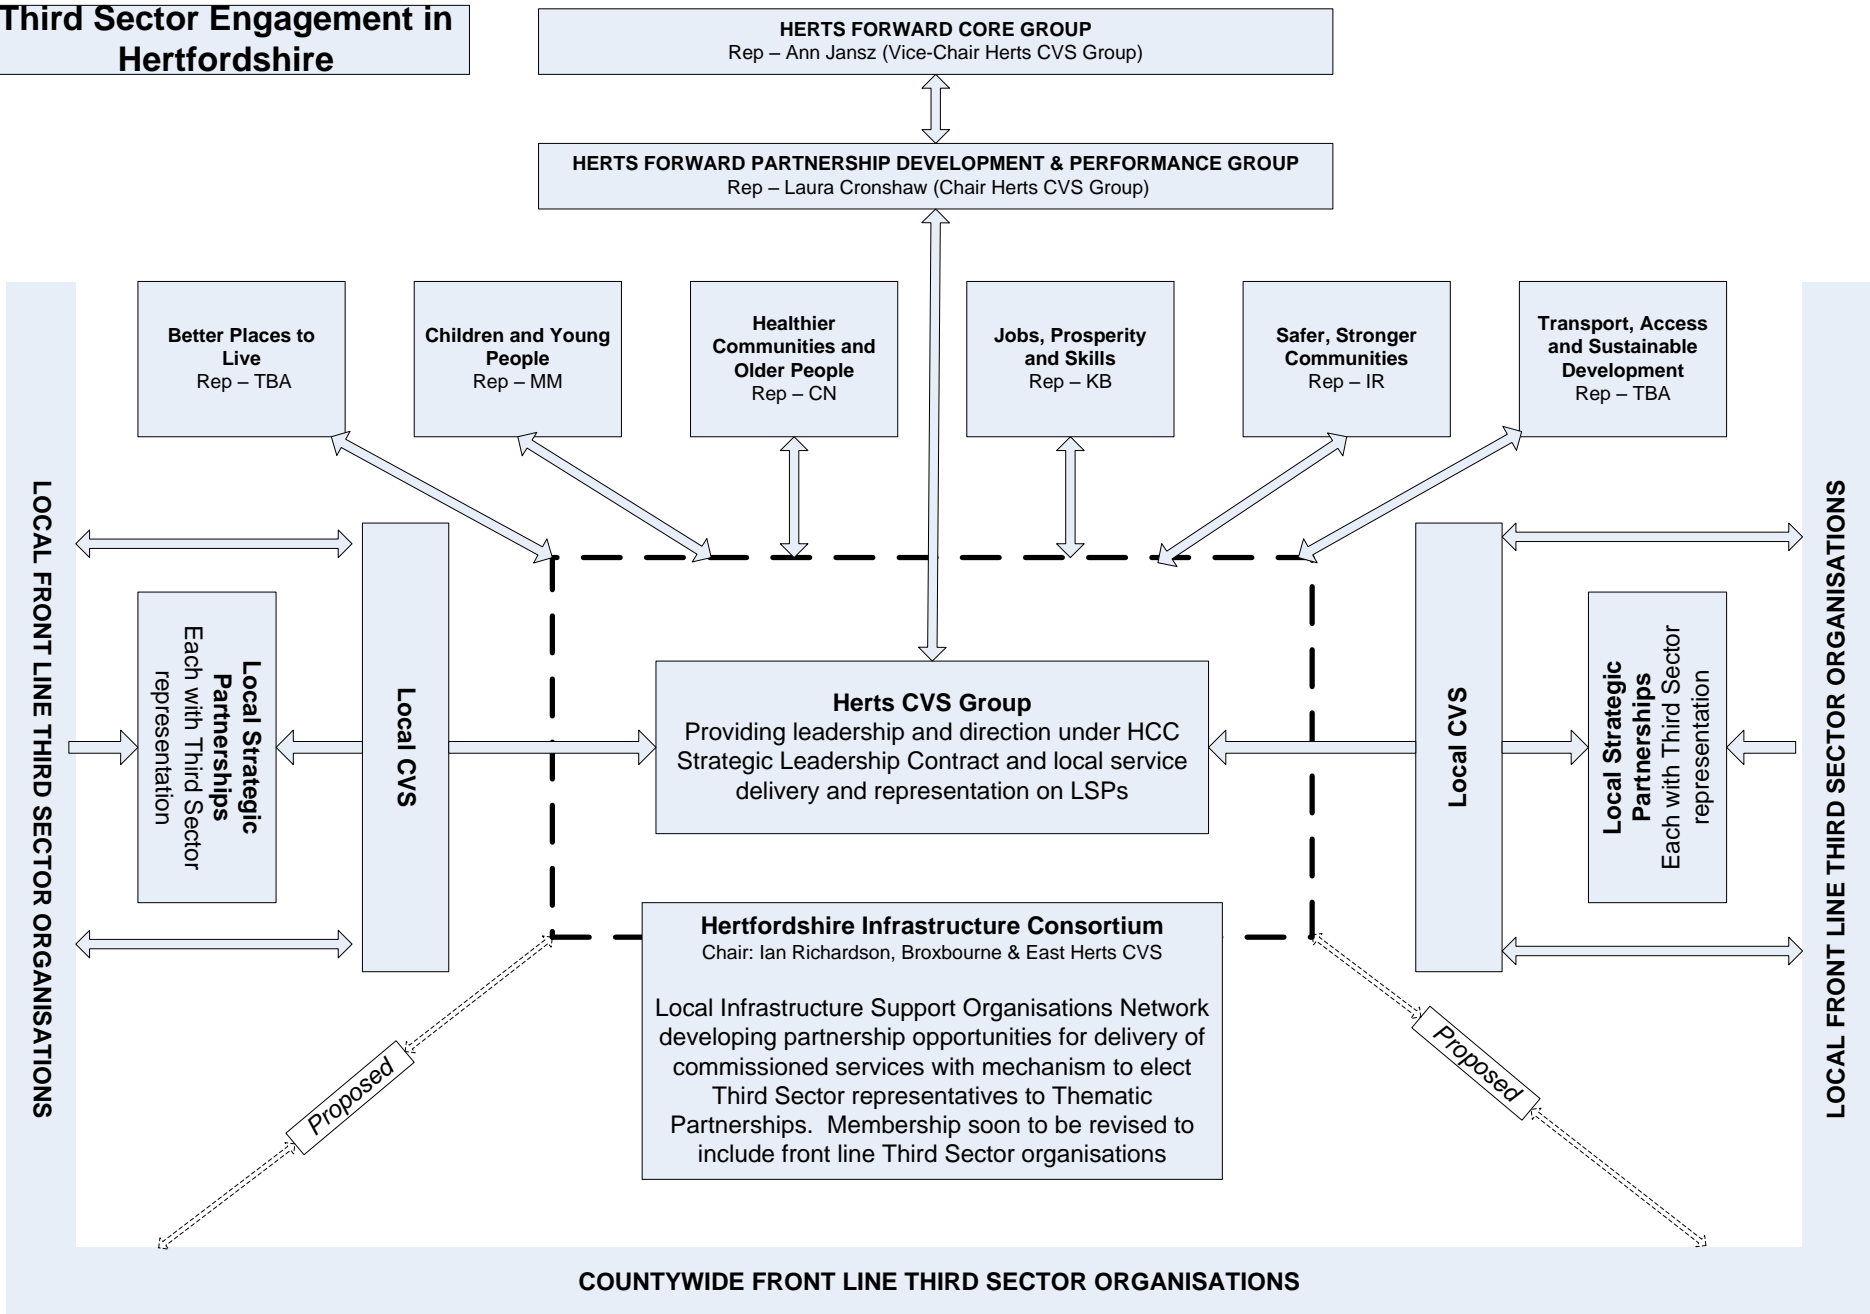 Third Sector Engagement in
Hertfordshire
HERTS FORWARD CORE GROUP
Rep – Ann Jansz (Vice-Chair Herts CVS Group)
HERTS FORWARD PARTNERSHIP DEVELOPMENT & PERFORMANCE GROUP
Rep – Laura Cronshaw (Chair Herts CVS Group)
Better Places to
Live
Rep – TBA
Children and Young
People
Rep – MM
Healthier
Communities and
Older People
Rep – CN
Jobs, Prosperity
and Skills
Rep – KB
Safer, Stronger
Communities
Rep – IR
Transport, Access
and Sustainable
Development
Rep – TBA
LOCAL FRONT LINE THIRD SECTOR ORGANISATIONS
Local Strategic
Partnerships
Each with Third Sector
representation
Local CVS
Herts CVS Group
Providing leadership and direction under HCC
Strategic Leadership Contract and local service
delivery and representation on LSPs
Local CVS
Local Strategic
Partnerships
Each with Third Sector
representation
LOCAL FRONT LINE THIRD SECTOR ORGANISATIONS
Hertfordshire Infrastructure Consortium
Chair: Ian Richardson, Broxbourne & East Herts CVS
Local Infrastructure Support Organisations Network
developing partnership opportunities for delivery of
commissioned services with mechanism to elect
Third Sector representatives to Thematic
Partnerships.  Membership soon to be revised to
include front line Third Sector organisations
Proposed
Proposed
COUNTYWIDE FRONT LINE THIRD SECTOR ORGANISATIONS